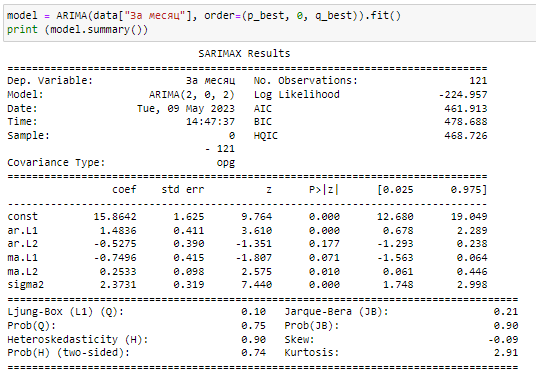 model = ARIMA(data["За месяц"], order=(p_best, 0, q_best)).fit()
print (model.summary())
SARIMAX Results
==============================================================================
Dep. Variable: За месяц No. Observations: 121
Model: ARIMA(2, 0, 2) Log Likelihood -224.957
Date: Tue, 09 May 2023 AIC 461.913
Time: 14:47:37 BIC 478.688
Sample: 0 HQIC 468.726
- 121
Covariance Type: opg
==============================================================================
coef std err z P>|z| [0.025 0.975]
------------------------------------------------------------------------------
const 15.8642 1.625 9.764 0.000 12.680 19.049
ar.L1 1.4836 0.411 3.610 0.000 0.678 2.289
ar.L2 -0.5275 0.390 -1.351 0.177 -1.293 0.238
ma.L1 -0.7496 0.415 -1.807 0.071 -1.563 0.064
ma.L2 0.2533 0.098 2.575 0.010 0.061 0.446
sigma2 2.3731 0.319 7.440 0.000 1.748 2.998
===================================================================================
Ljung-Box (L1) (Q): 0.10 Jarque-Bera (JB): 0.21
Prob(Q): 0.75 Prob(JB): 0.90
Heteroskedasticity (H): 0.90 Skew: -0.09
Prob(H) (two-sided): 0.74 Kurtosis: 2.91
===================================================================================